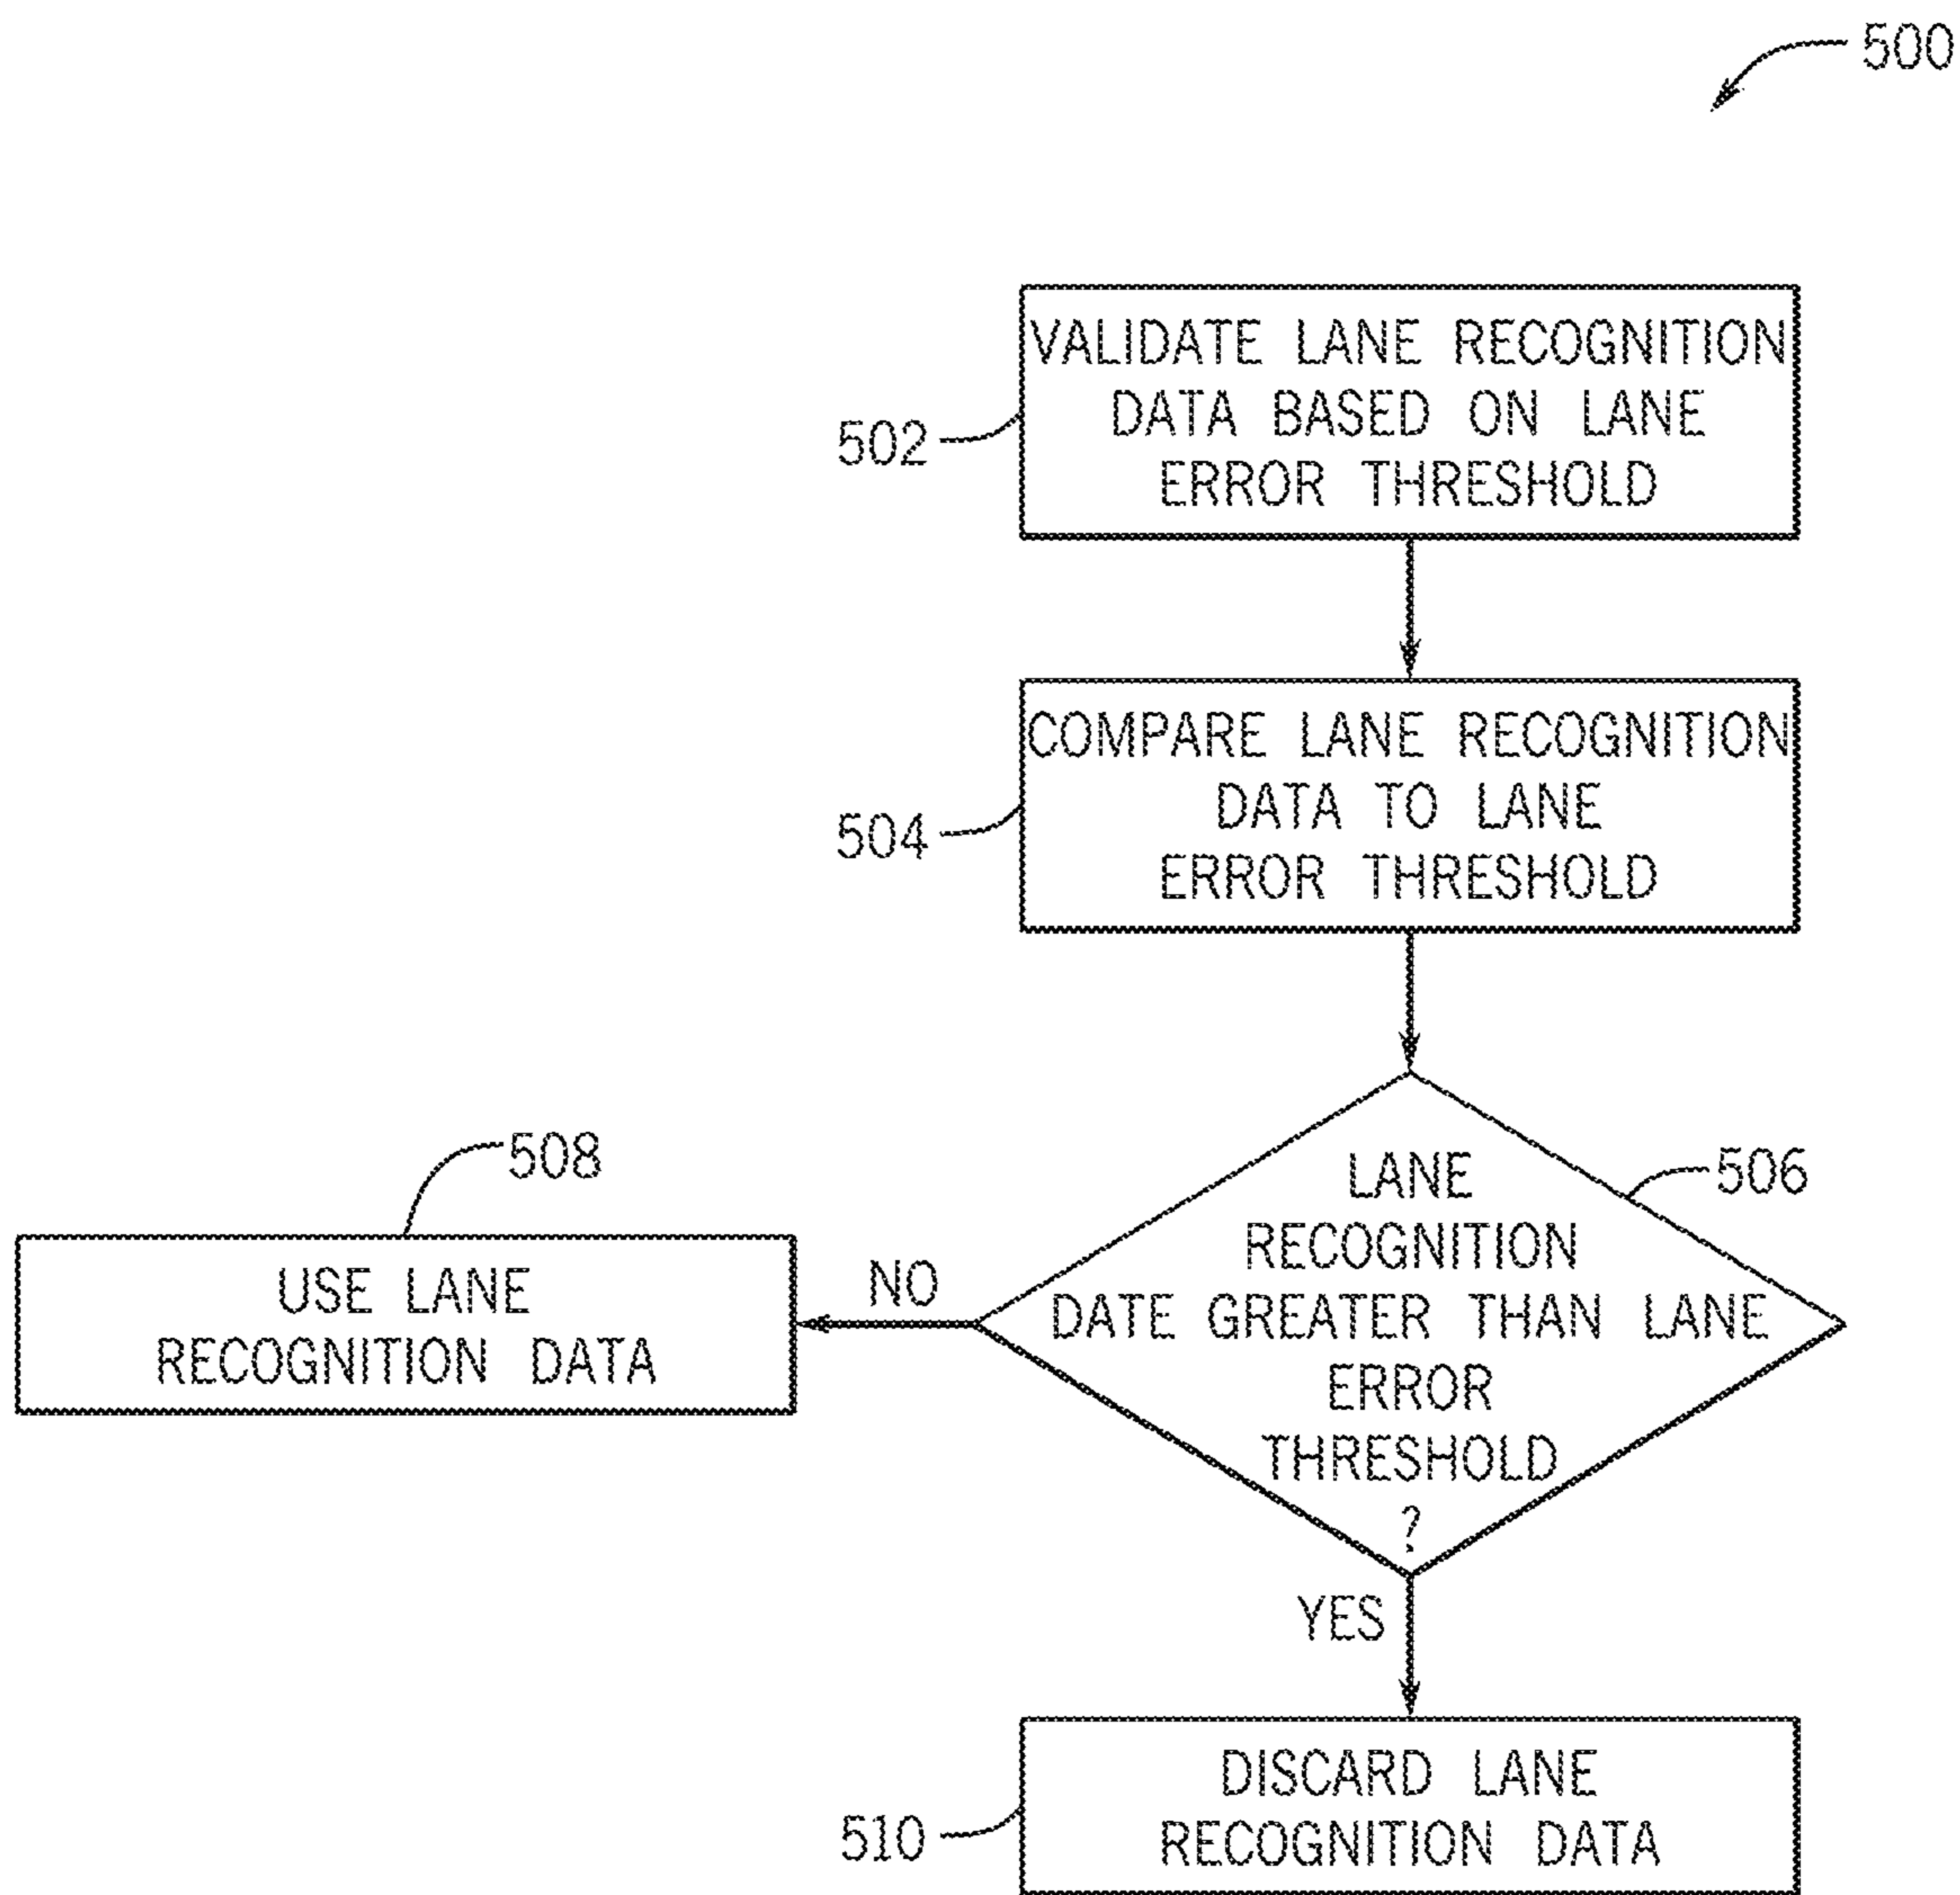 500
VALIDATE LANE RECOGNITION
DATA BASED ON LANE
ERROR THRESHOLD
502
COMPARE LANE RECOGNITION
DATA TO LANE
ERROR THRESHOLD
504
LANE
RECOGNITION
DATE GREATER THAN LANE
ERROR
THRESHOLD
?
506
NO
508
USE LANE
RECOGNITION DATA
YES
DISCARD LANE
RECOGNITION DATA
510